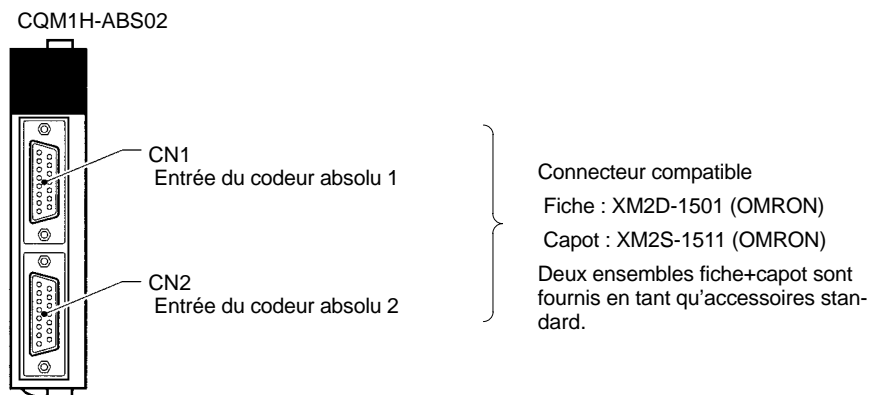 CQM1H-ABS02
CN1
Entrée du codeur absolu 1
CN2
Entrée du codeur absolu 2
Connecteur compatible
Fiche : XM2D-1501 (OMRON)
Capot : XM2S-1511 (OMRON)
Deux ensembles fiche+capot sont
fournis en tant qu'accessoires stan-
dard.